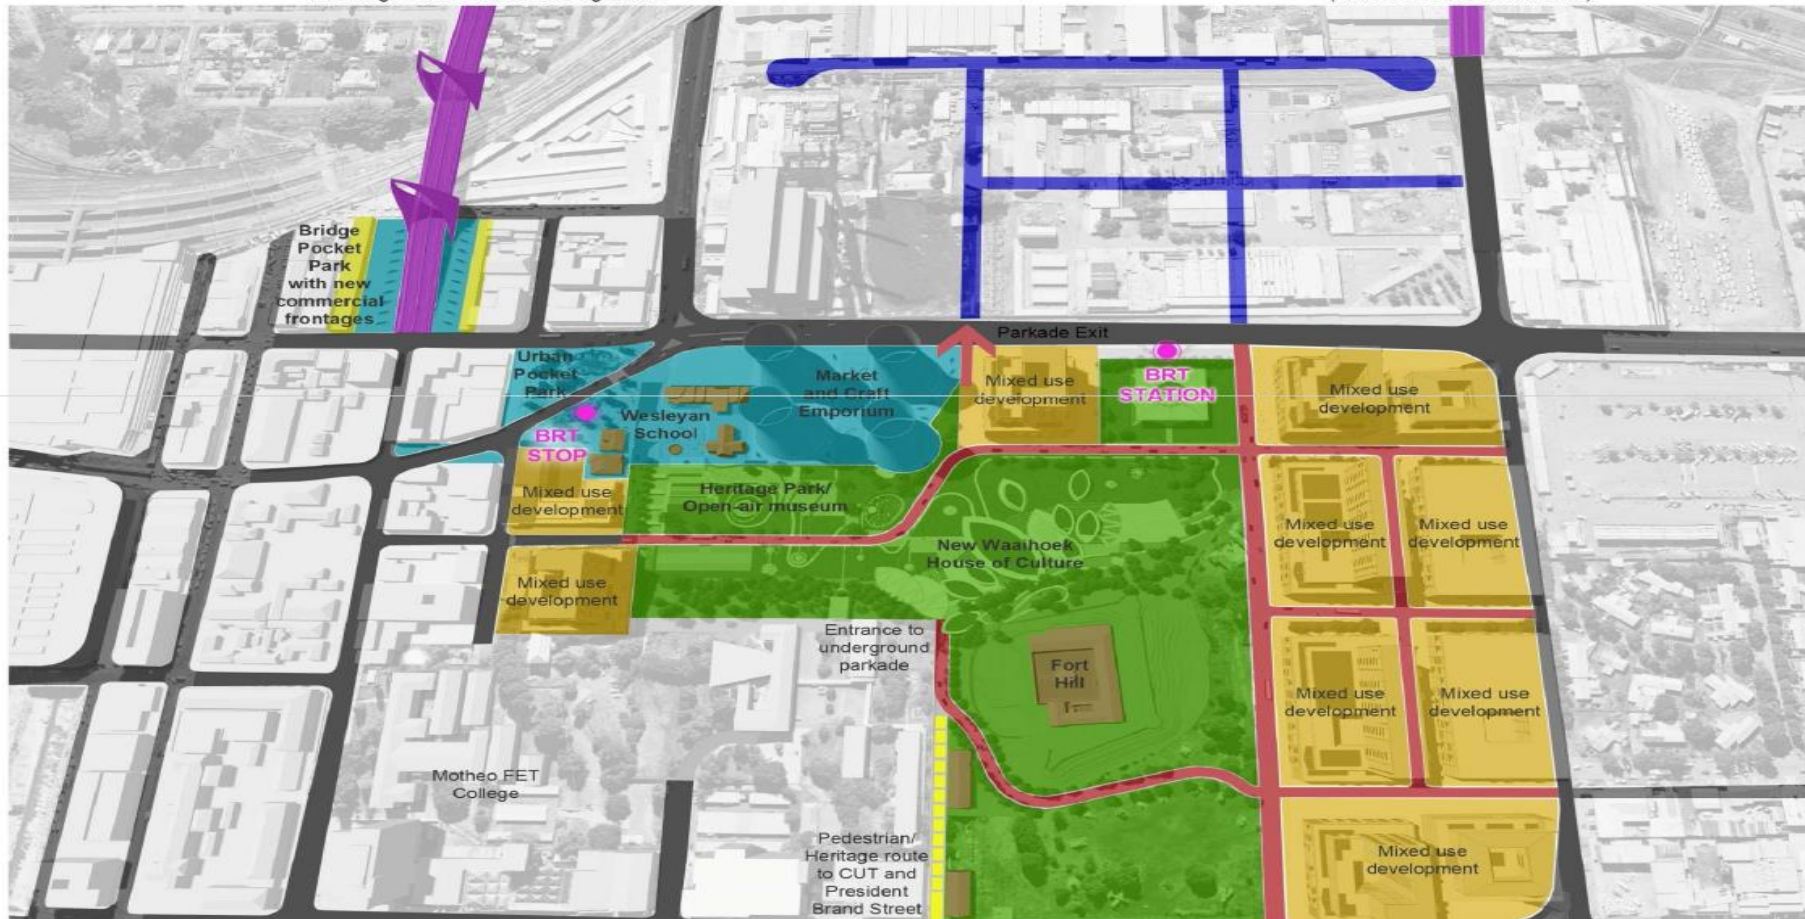 Bridge
Pocket
Park
with new
commercial
frontages
Parkade Exit
Urban
Pocket
Park
BRT
STOP
Wesleyan
School
Market
and Craft
Emporium
Mixed use
development
BRT
STATION
Mixed use
development
Mixed use
development
Heritage Park/
Open-air museum
New Waaihoek
House of Culture
Mixed use
development
Mixed use
development
Mixed use
development
Entrance to
underground
parkade
Fort
Hill
Mixed use
development
Mixed use
development
Motheo FET
College
Pedestrian/
Heritage route
to CUT and
President
Brand Street
Mixed use
development